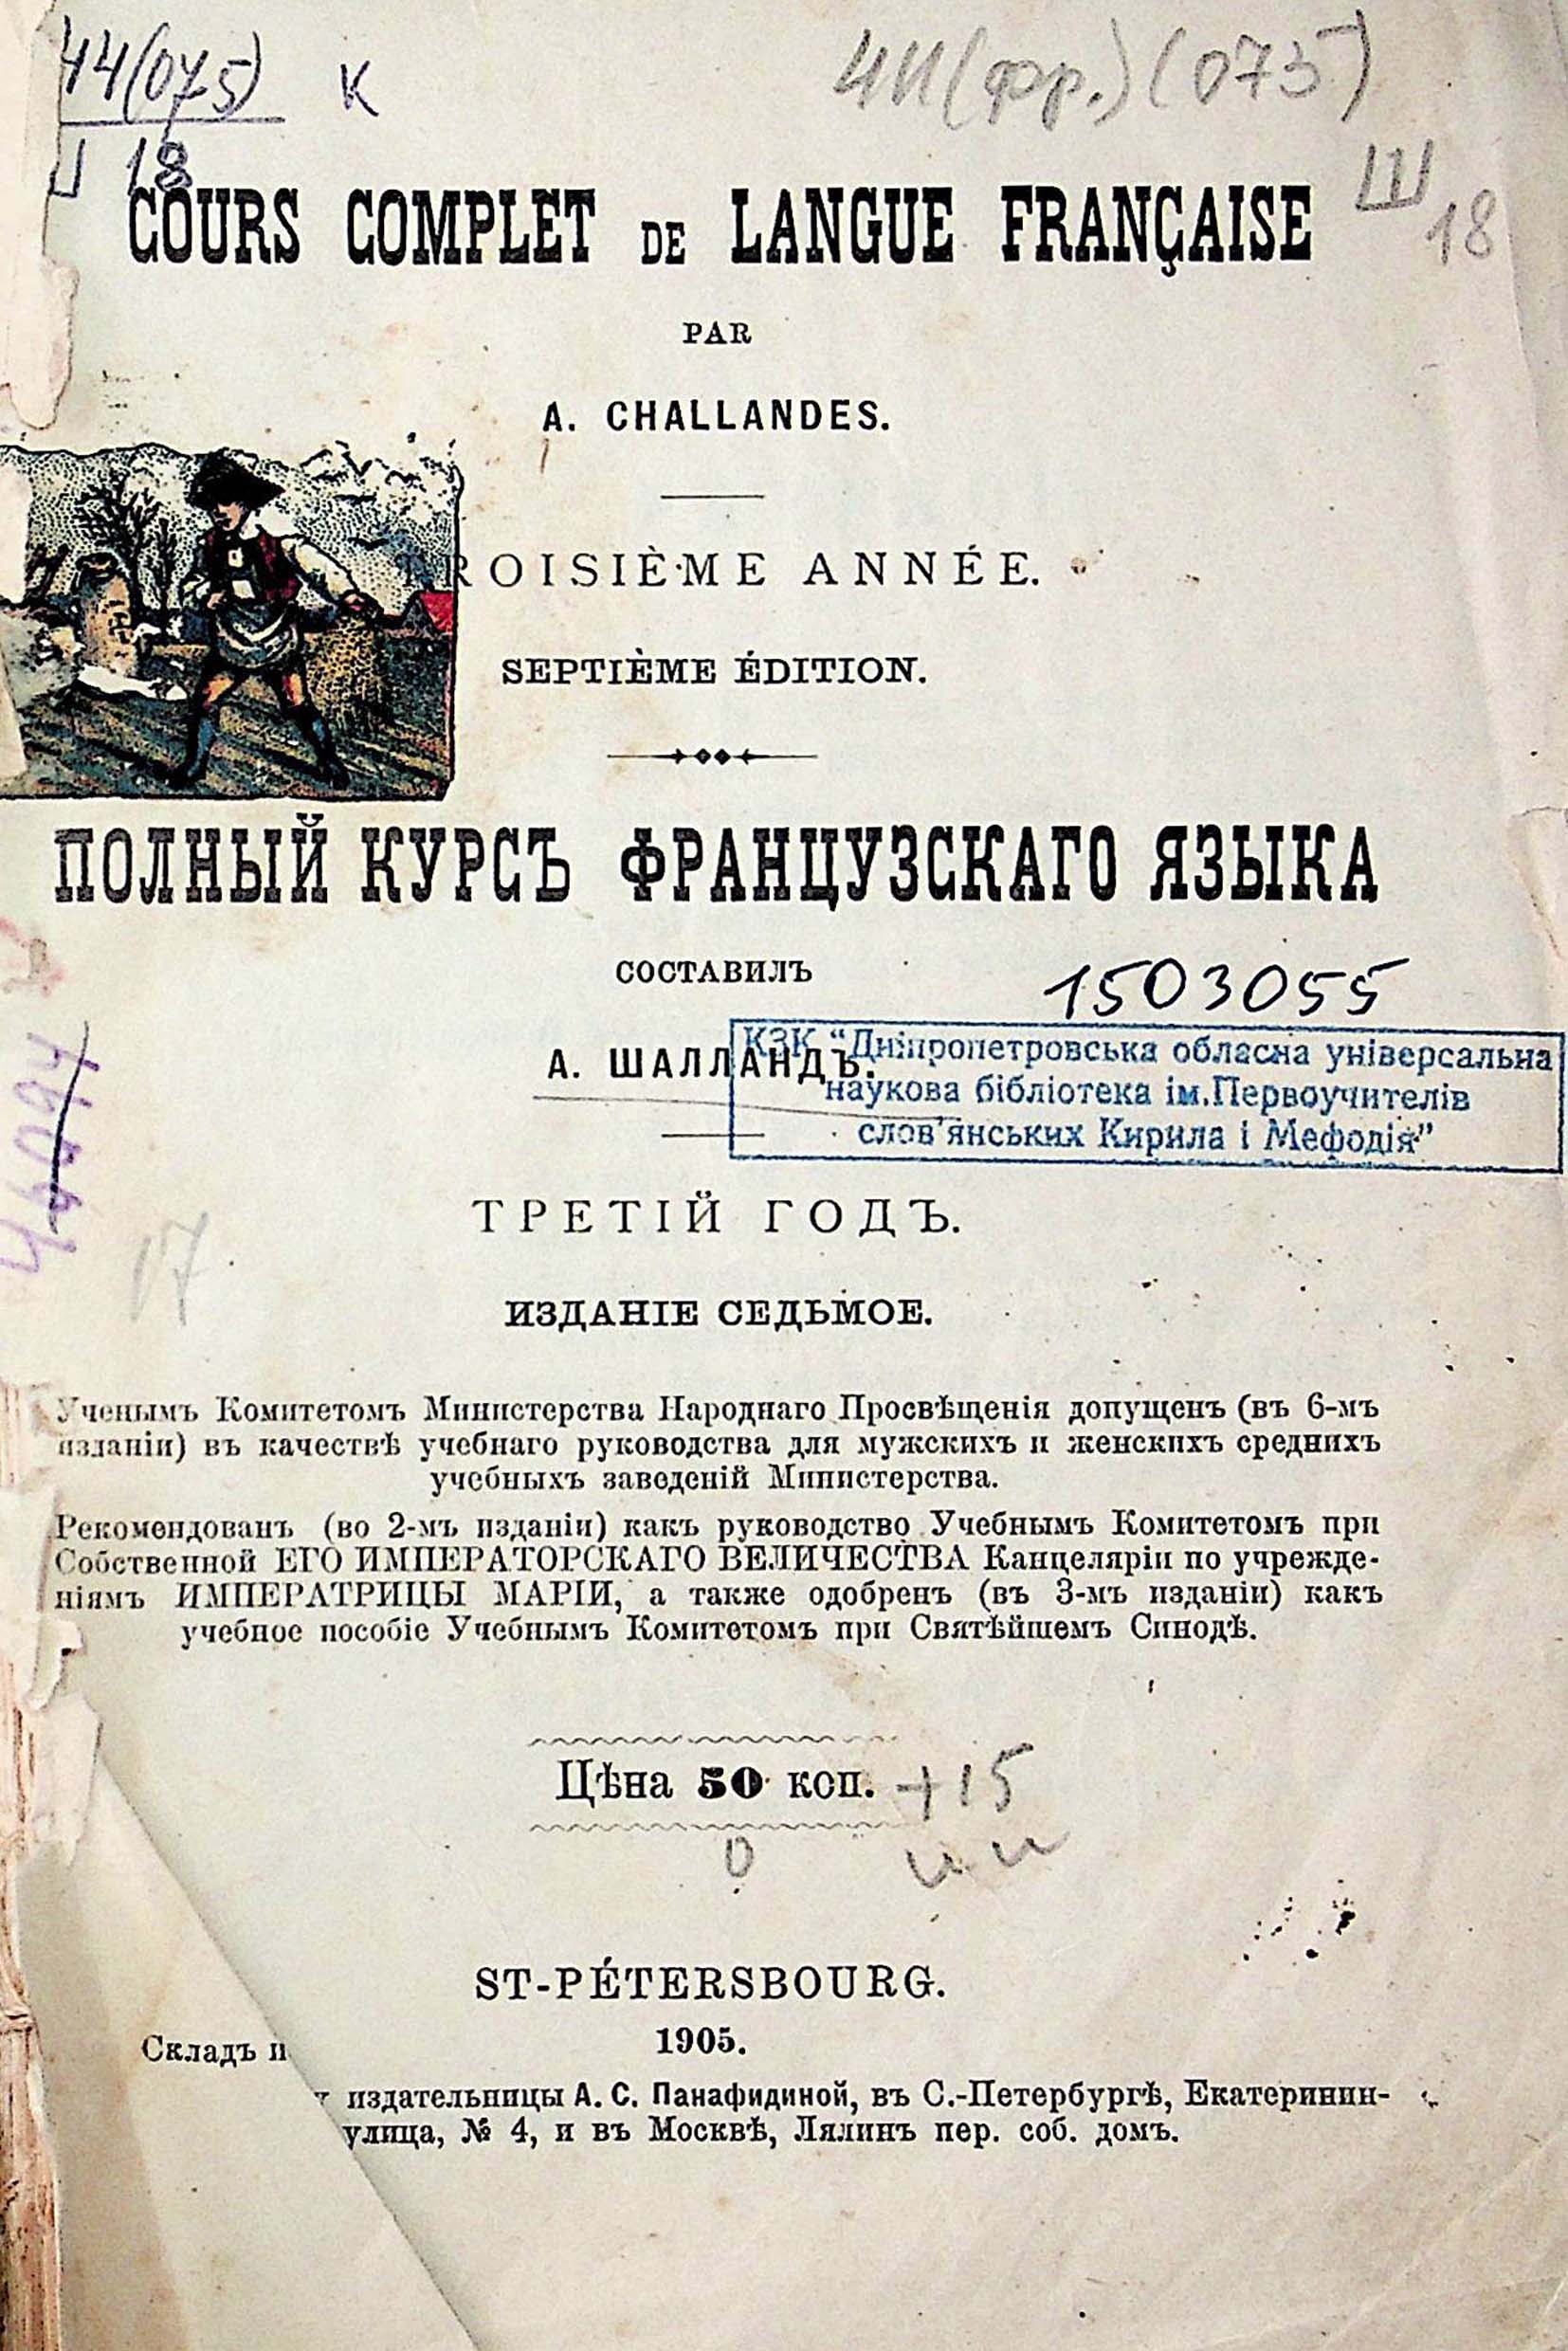 44(075) К
4И(фр.)(075)
18
Ш
18
COURS COMPLET DE LANGUE FRANÇAISE
PAR
A. CHALLANDES.
TROISIÈME ANNÉE.
SEPTIÈME ÉDITION.
ПОЛНЫЙ КУРСЪ ФРАНЦУЗСКАГО ЯЗЫКА
СОСТАВИЛЪ
1503055
А. ШАЛЛАНДЪ.
КЗК “Дніпропетровська обласна універсальна
наукова бібліотека ім.Первоучителів
слов'янських Кирила і Мефодія”
ТРЕТІЙ ГОДЪ.
17
ИЗДАНІЕ СЕДЬМОЕ.
Ученымъ Комитетомъ Министерства Народнаго Просвѣщенія допущенъ (въ 6-мъ
изданіи) въ качествѣ учебнаго руководства для мужскихъ и женскихъ среднихъ
учебныхъ заведеній Министерства.
Рекомендованъ (во 2-мъ изданіи) какъ руководство Учебнымъ Комитетомъ при
Собственной ЕГО ИМПЕРАТОРСКАГО ВЕЛИЧЕСТВА Канцеляріи по учрежде-
ніямъ ИМПЕРАТРИЦЫ МАРІИ, а также одобренъ (въ 3-мъ изданіи) какъ
учебное пособіе Учебнымъ Комитетомъ при Святѣйшемъ Синодѣ.
Цѣна 50 коп. +15
ST-PÉTERSBOURG.
1905.
Складъ
издательницы А. С. Панафидиной, въ С.-Петербургѣ, Екатеринин-
улица, № 4, и въ Москвѣ, Лялинъ пер. соб. домъ.